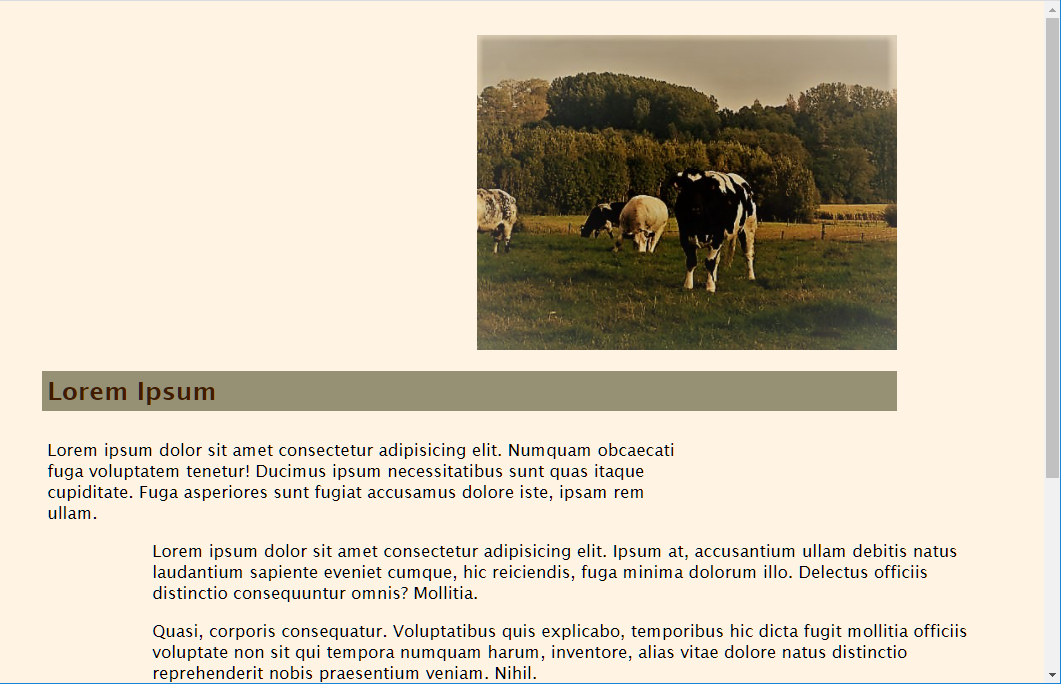 Lorem Ipsum
Lorem ipsum dolor sit amet consectetur adipisicing elit. Numquam obcaecati
fuga voluptatem tenetur! Ducimus ipsum necessitatibus sunt quas itaque
cupiditate. Fuga asperiores sunt fugiat accusamus dolore iste, ipsam rem
ullam.
Lorem ipsum dolor sit amet consectetur adipisicing elit. Ipsum at, accusantium ullam debitis natus
laudantium sapiente eveniet cumque, hic reiciendis, fuga minima dolorum illo. Delectus officiis
distinctio consequuntur omnis? Mollitia.
Quasi, corporis consequatur. Voluptatibus quis explicabo, temporibus hic dicta fugit mollitia officiis
voluptate non sit qui tempora numquam harum, inventore, alias vitae dolore natus distinctio
reprehenderit nobis praesentium veniam. Nihil.